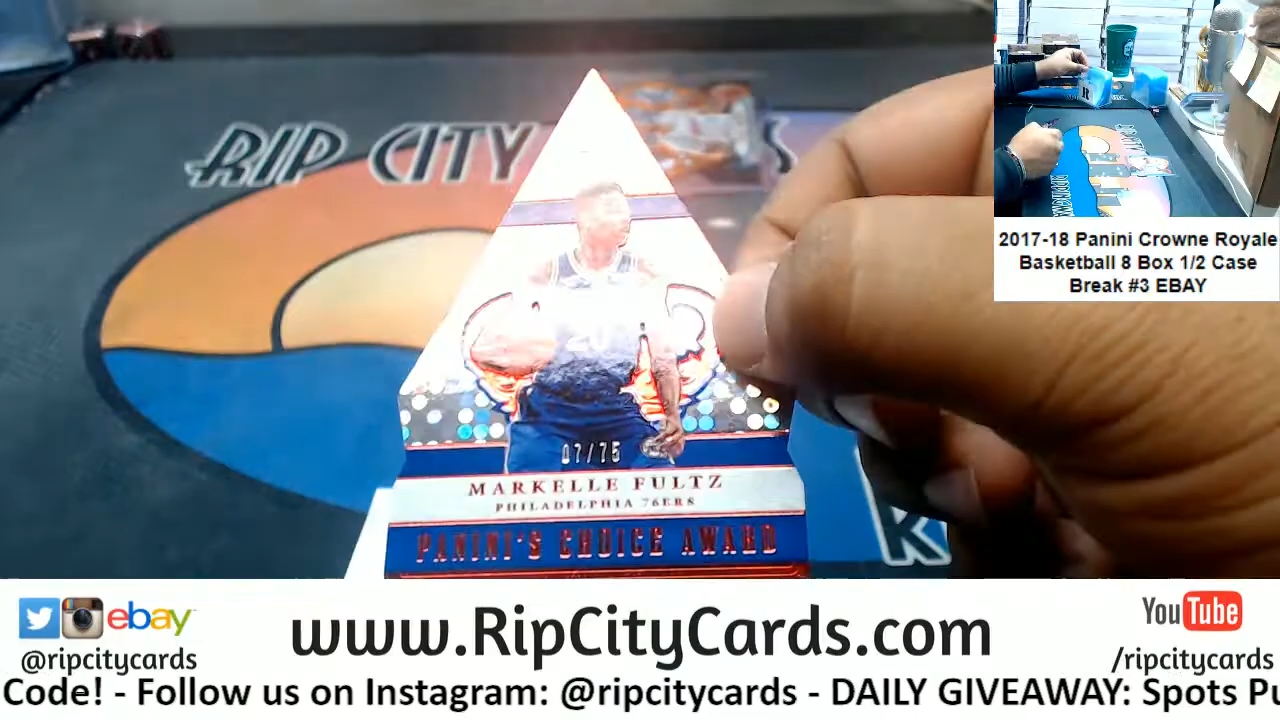 RIP CITY
20
07/75
MARKELLE FULTZ
PHILADELPHIA 76ERS
PANINI'S CHOICE AWARD
2017-18 Panini Crowne Royale
Basketball 8 Box 1/2 Case
Break #3 EBAY
ebay
@ripcitycards
www.RipCityCards.com
YouTube
/ripcitycards
Code! - Follow us on Instagram: @ripcitycards - DAILY GIVEAWAY: Spots Pu